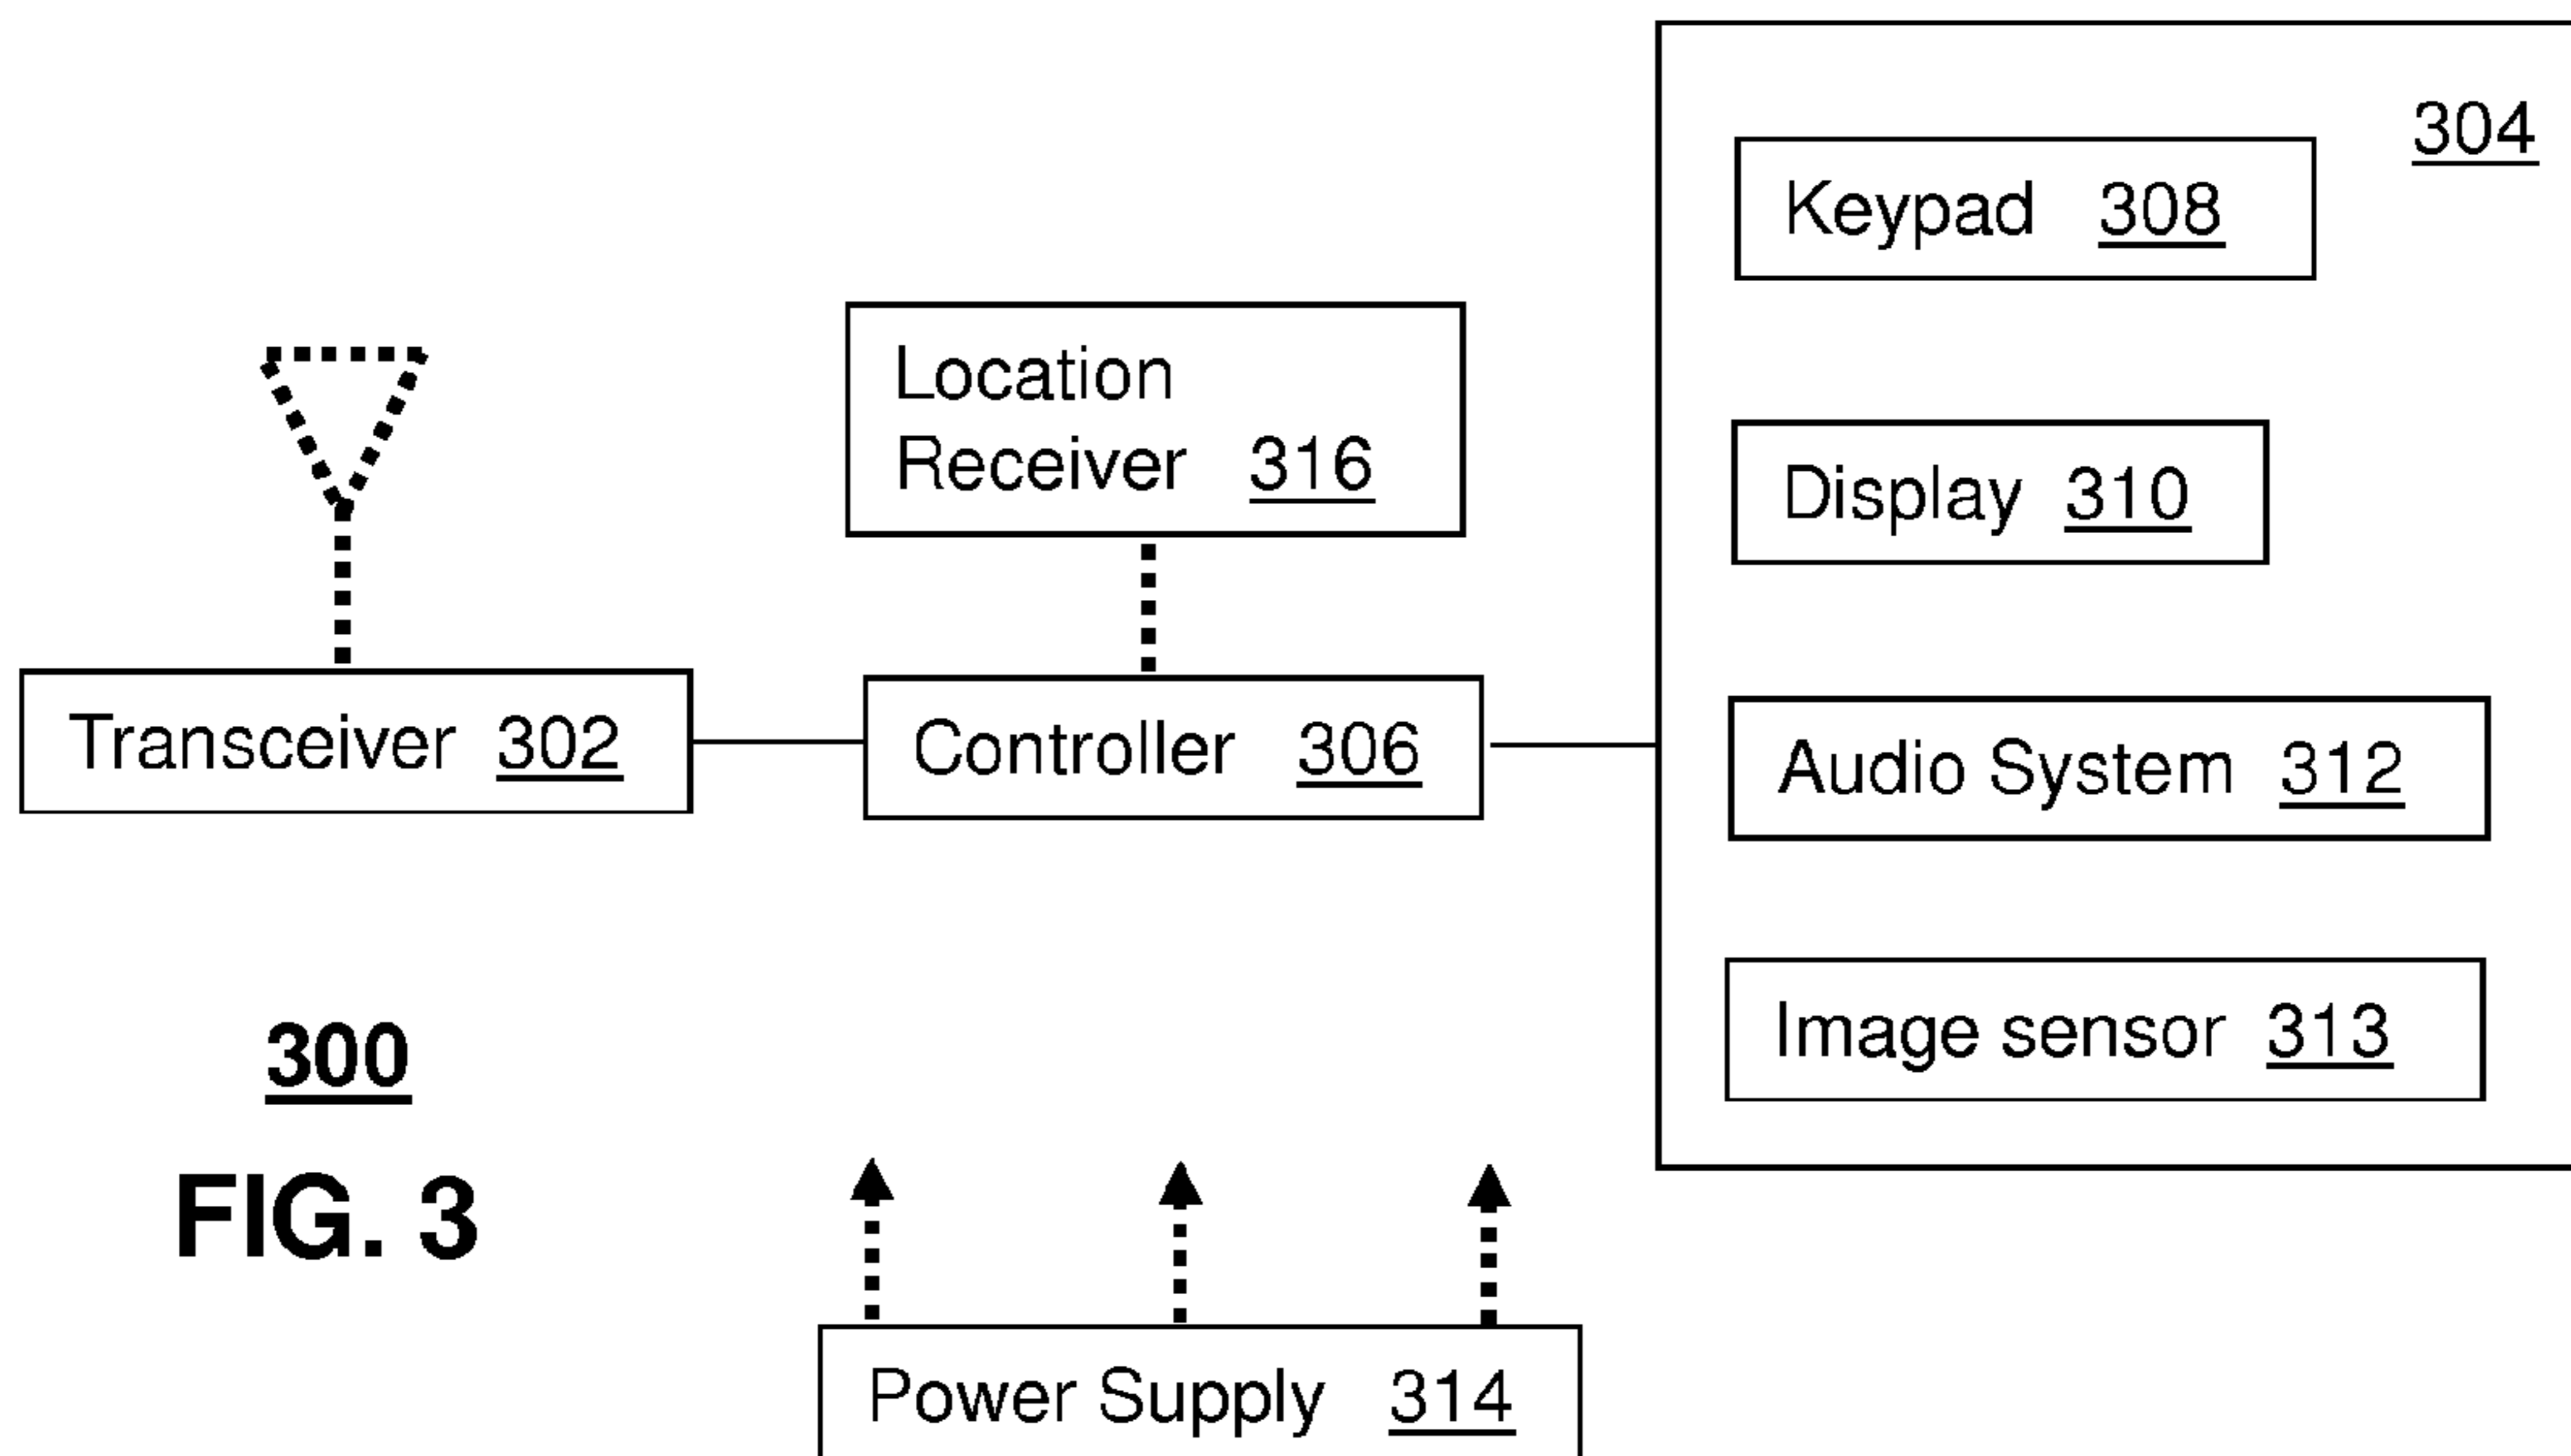 304
Keypad 308
Location
Receiver 316
Display 310
Transceiver 302
Controller 306
Audio System 312
Image sensor 313
300
FIG. 3
Power Supply 314